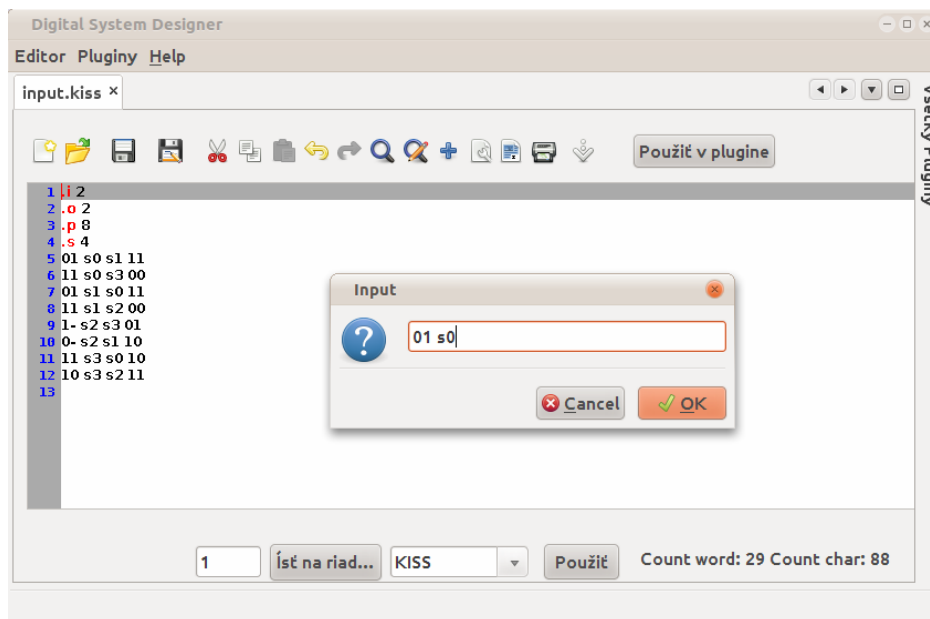 Digital System Designer
Editor Pluginy Help
input.kiss ×
Všetky Pluginy
Použiť v plugine
1 .i 2
2 .o 2
3 .p 8
4 .s 4
5 01 s0 s1 11
6 11 s0 s3 00
7 01 s1 s0 11
8 11 s1 s2 00
9 1- s2 s3 01
10 0- s2 s1 10
11 11 s3 s0 10
12 10 s3 s2 11
13
Input
01 s0
Cancel OK
1 Ísť na riad... KISS Použiť Count word: 29 Count char: 88